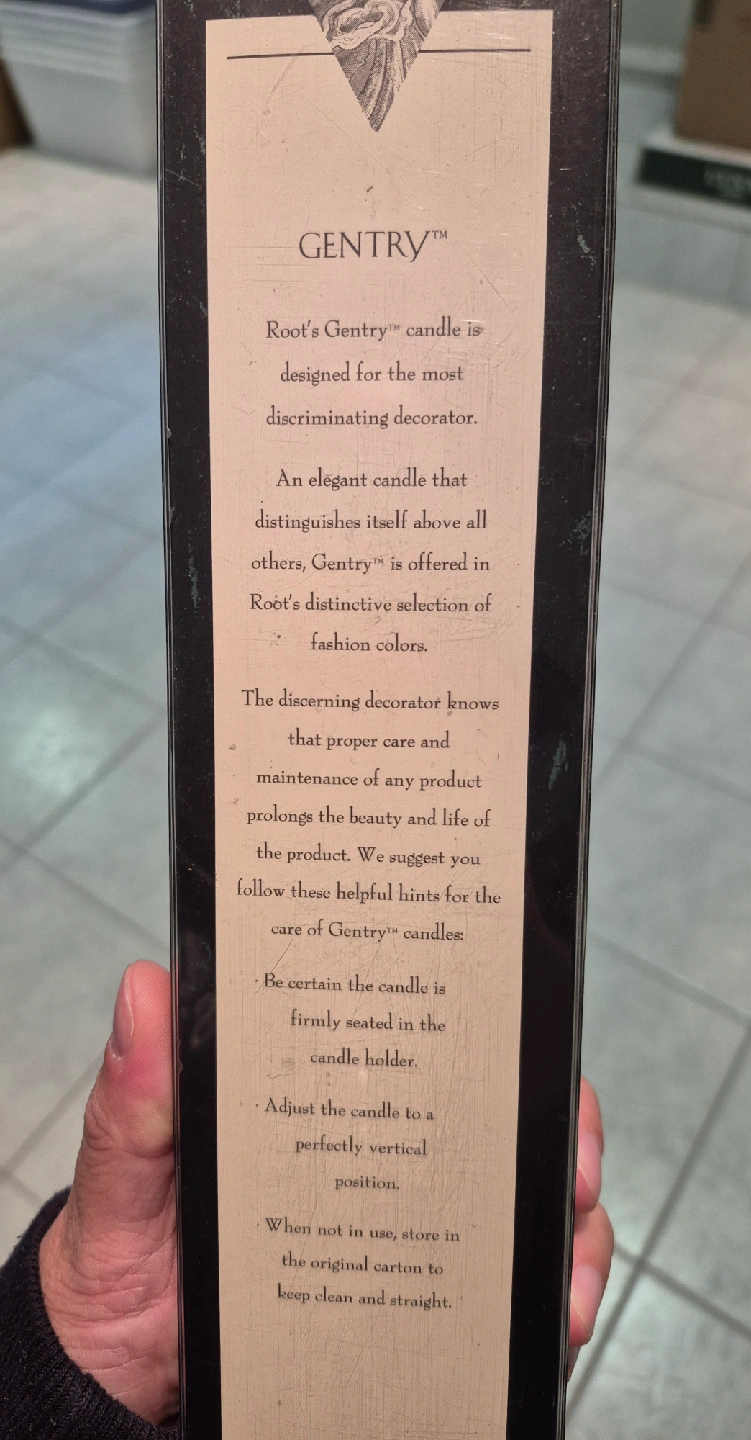 GENTRY™
Root's Gentry™ candle is
designed for the most
discriminating decorator.
An elegant candle that
distinguishes itself above all
others, Gentry™ is offered in
Root's distinctive selection of
fashion colors.
The discerning decorator knows
that proper care and
maintenance of any product
prolongs the beauty and life of
the product. We suggest you
follow these helpful hints for the
care of Gentry™ candles:
· Be certain the candle is
firmly seated in the
candle holder.
· Adjust the candle to a
perfectly vertical
position.
· When not in use, store in
the original carton to
keep clean and straight.